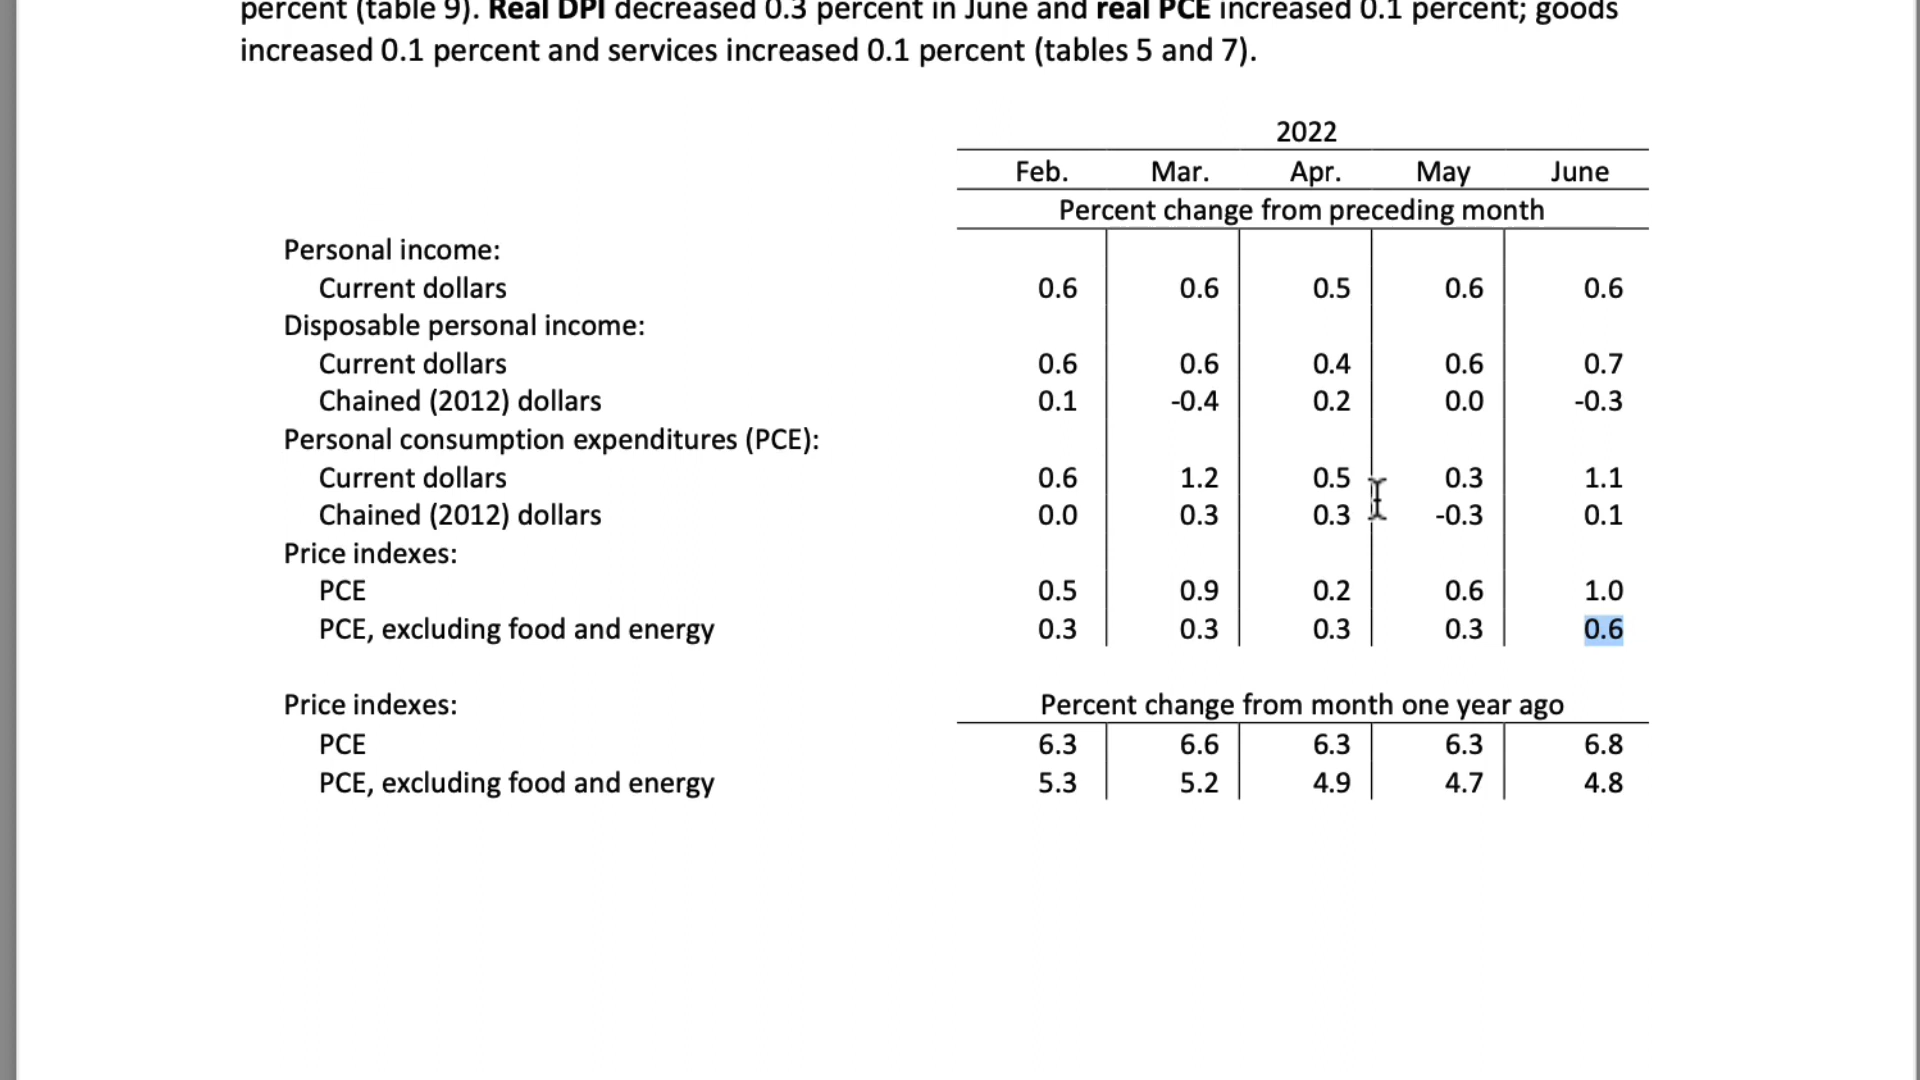 percent (table 9). Real DPI decreased 0.3 percent in June and real PCE increased 0.1 percent; goods
increased 0.1 percent and services increased 0.1 percent (tables 5 and 7).
2022
Feb. Mar. Apr. May June
Percent change from preceding month
Personal income:
Current dollars 0.6 0.6 0.5 0.6 0.6
Disposable personal income:
Current dollars 0.6 0.6 0.4 0.6 0.7
Chained (2012) dollars 0.1 -0.4 0.2 0.0 -0.3
Personal consumption expenditures (PCE):
Current dollars 0.6 1.2 0.5 0.3 1.1
Chained (2012) dollars 0.0 0.3 0.3 -0.3 0.1
Price indexes:
PCE 0.5 0.9 0.2 0.6 1.0
PCE, excluding food and energy 0.3 0.3 0.3 0.3 0.6
Price indexes: Percent change from month one year ago
PCE 6.3 6.6 6.3 6.3 6.8
PCE, excluding food and energy 5.3 5.2 4.9 4.7 4.8